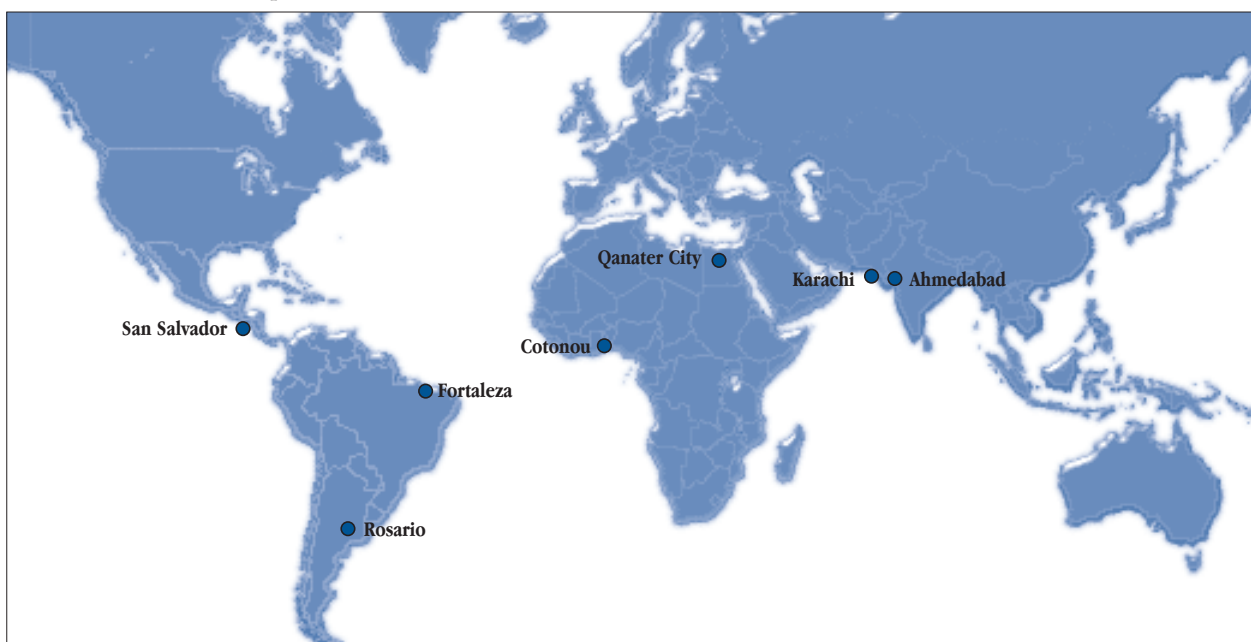 Qanater City
Karachi
Ahmedabad
San Salvador
Cotonou
Fortaleza
Rosario